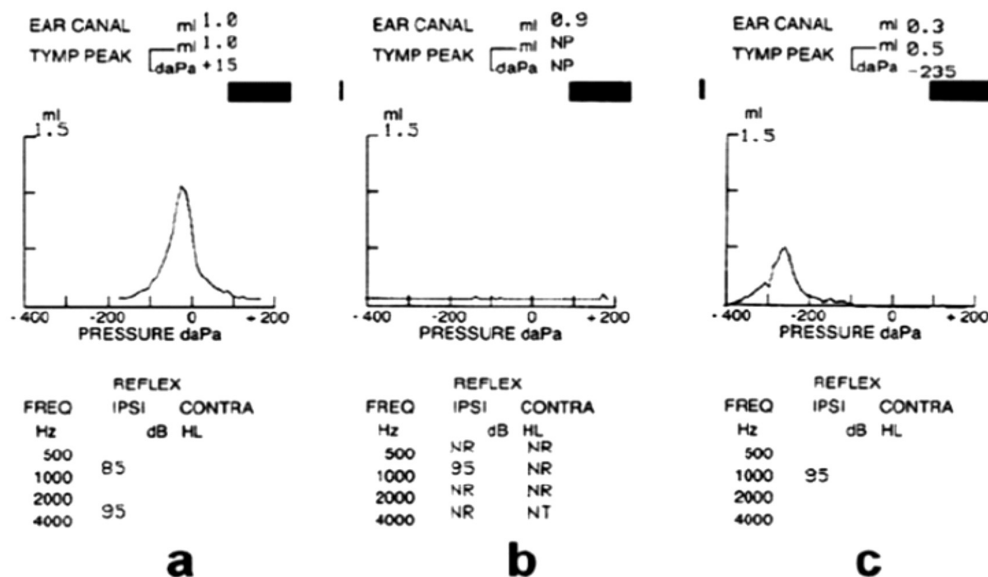 EAR CANAL ml 1.0
TYMP PEAK ml 1.0
daPa +15
ml
1.5
-400 -200 0 +200
PRESSURE daPa
REFLEX
FREQ IPSI CONTRA
Hz dB HL
500
1000 85
2000
4000 95
a
EAR CANAL ml 0.9
TYMP PEAK ml NP
daPa NP
ml
1.5
-400 -200 0 +200
PRESSURE daPa
REFLEX
FREQ IPSI CONTRA
Hz dB HL
500 NR NR
1000 95 NR
2000 NR NR
4000 NR NT
b
EAR CANAL ml 0.3
TYMP PEAK ml 0.5
daPa -235
ml
1.5
-400 -200 0 +200
PRESSURE daPa
REFLEX
FREQ IPSI CONTRA
Hz dB HL
500
1000 95
2000
4000
c